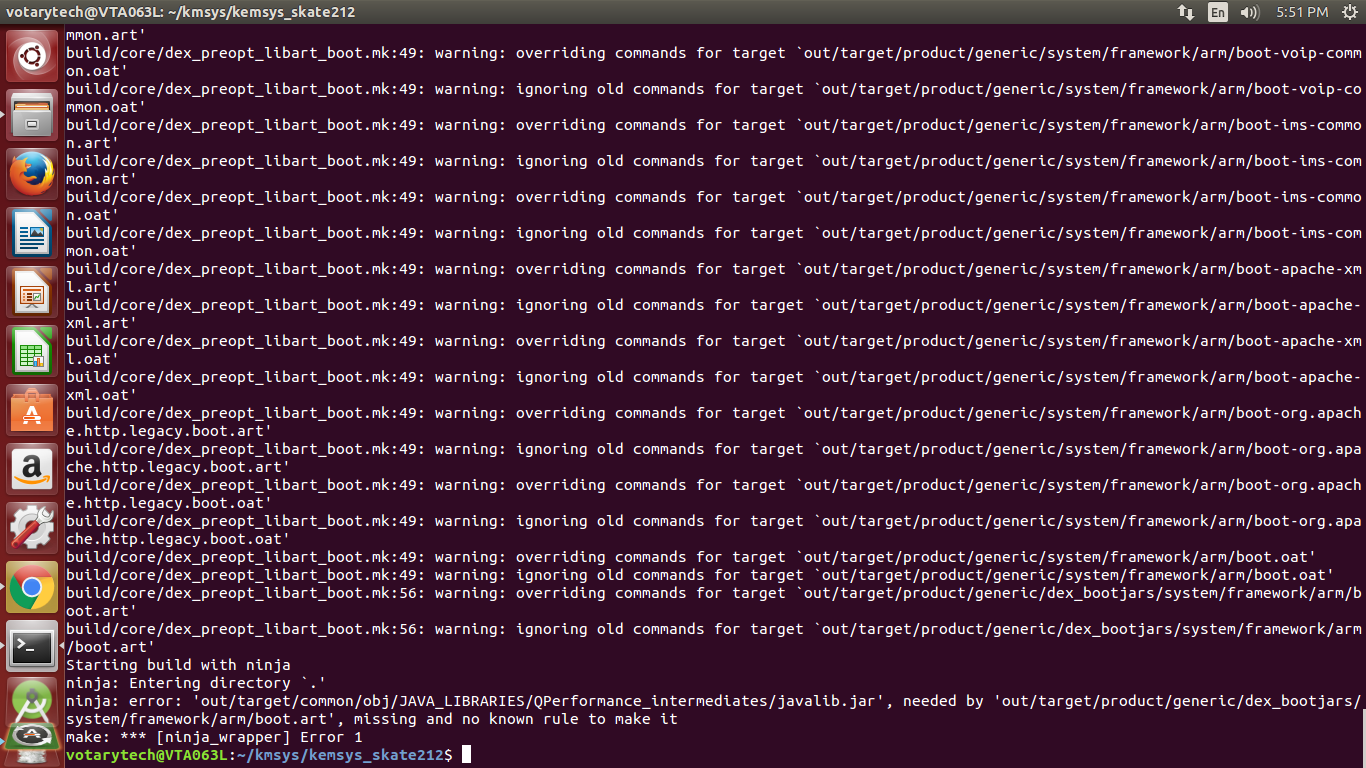 votarytech@VTA063L: ~/kmsys/kemsys_skate212
En
5:51 PM
mmon.art'
build/core/dex_preopt_libart_boot.mk:49: warning: overriding commands for target `out/target/product/generic/system/framework/arm/boot-voip-comm
on.oat'
build/core/dex_preopt_libart_boot.mk:49: warning: ignoring old commands for target `out/target/product/generic/system/framework/arm/boot-voip-co
mmon.oat'
build/core/dex_preopt_libart_boot.mk:49: warning: overriding commands for target `out/target/product/generic/system/framework/arm/boot-ims-commo
n.art'
build/core/dex_preopt_libart_boot.mk:49: warning: ignoring old commands for target `out/target/product/generic/system/framework/arm/boot-ims-com
mon.art'
build/core/dex_preopt_libart_boot.mk:49: warning: overriding commands for target `out/target/product/generic/system/framework/arm/boot-ims-commo
n.oat'
build/core/dex_preopt_libart_boot.mk:49: warning: ignoring old commands for target `out/target/product/generic/system/framework/arm/boot-ims-com
mon.oat'
build/core/dex_preopt_libart_boot.mk:49: warning: overriding commands for target `out/target/product/generic/system/framework/arm/boot-apache-xm
l.art'
build/core/dex_preopt_libart_boot.mk:49: warning: ignoring old commands for target `out/target/product/generic/system/framework/arm/boot-apache-
xml.art'
build/core/dex_preopt_libart_boot.mk:49: warning: overriding commands for target `out/target/product/generic/system/framework/arm/boot-apache-xm
l.oat'
build/core/dex_preopt_libart_boot.mk:49: warning: ignoring old commands for target `out/target/product/generic/system/framework/arm/boot-apache-
xml.oat'
build/core/dex_preopt_libart_boot.mk:49: warning: overriding commands for target `out/target/product/generic/system/framework/arm/boot-org.apach
e.http.legacy.boot.art'
build/core/dex_preopt_libart_boot.mk:49: warning: ignoring old commands for target `out/target/product/generic/system/framework/arm/boot-org.apa
che.http.legacy.boot.art'
build/core/dex_preopt_libart_boot.mk:49: warning: overriding commands for target `out/target/product/generic/system/framework/arm/boot-org.apach
e.http.legacy.boot.oat'
build/core/dex_preopt_libart_boot.mk:49: warning: ignoring old commands for target `out/target/product/generic/system/framework/arm/boot-org.apa
che.http.legacy.boot.oat'
build/core/dex_preopt_libart_boot.mk:49: warning: overriding commands for target `out/target/product/generic/system/framework/arm/boot.oat'
build/core/dex_preopt_libart_boot.mk:49: warning: ignoring old commands for target `out/target/product/generic/system/framework/arm/boot.oat'
build/core/dex_preopt_libart_boot.mk:56: warning: overriding commands for target `out/target/product/generic/dex_bootjars/system/framework/arm/b
oot.art'
build/core/dex_preopt_libart_boot.mk:56: warning: ignoring old commands for target `out/target/product/generic/dex_bootjars/system/framework/arm
/boot.art'
Starting build with ninja
ninja: Entering directory `.'
ninja: error: 'out/target/common/obj/JAVA_LIBRARIES/QPerformance_intermediates/javalib.jar', needed by 'out/target/product/generic/dex_bootjars/
system/framework/arm/boot.art', missing and no known rule to make it
make: *** [ninja_wrapper] Error 1
votarytech@VTA063L:~/kmsys/kemsys_skate212$